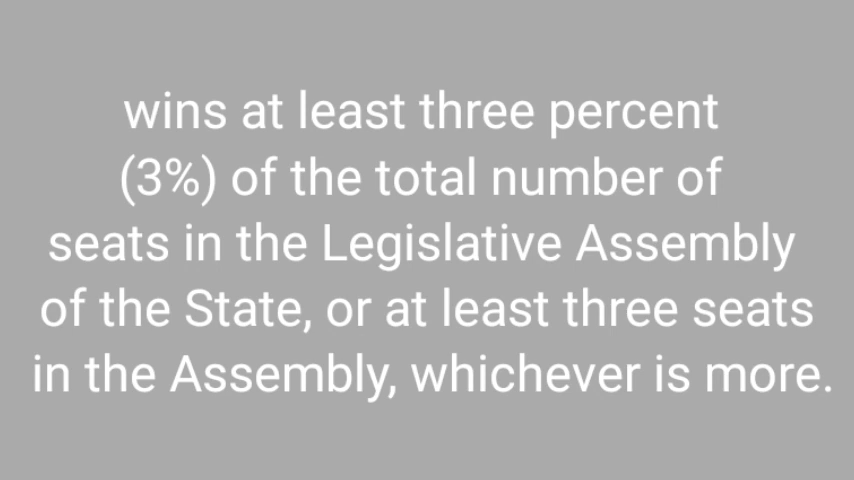 wins at least three percent
(3%) of the total number of
seats in the Legislative Assembly
of the State, or at least three seats
in the Assembly, whichever is more.